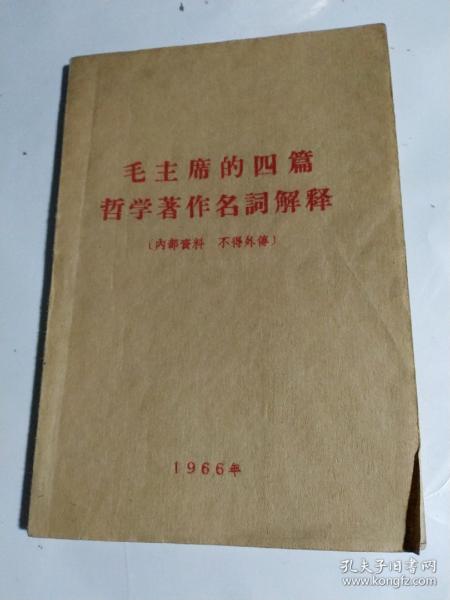 毛主席的四篇
哲学著作名詞解释
(内部資料 不得外傳)
1966年
孔夫子旧书网
www.kongfz.com